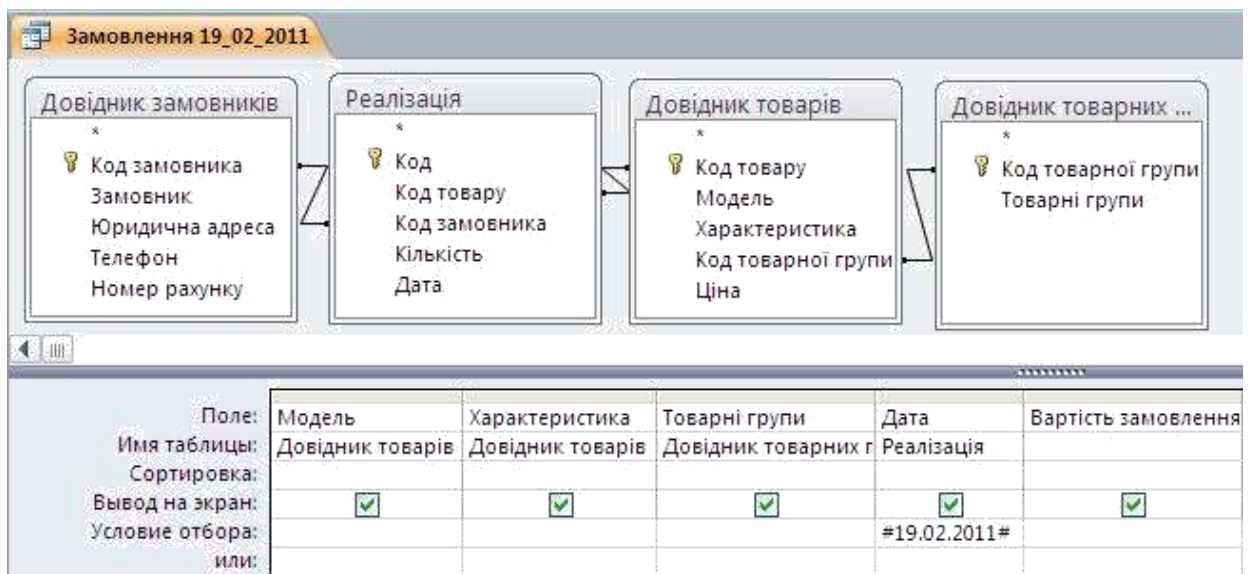 Замовлення 19_02_2011
Довідник замовників
*
Код замовника
Замовник
Юридична адреса
Телефон
Номер рахунку
Реалізація
*
Код
Код товару
Код замовника
Кількість
Дата
Довідник товарів
*
Код товару
Модель
Характеристика
Код товарної групи
Ціна
Довідник товарних ...
*
Код товарної групи
Товарні групи
Поле: Модель Характеристика Товарні групи Дата Вартість замовлення
Имя таблицы: Довідник товарів Довідник товарів Довідник товарних г Реалізація
Сортировка:
Вывод на экран:
Условие отбора: #19.02.2011#
или: